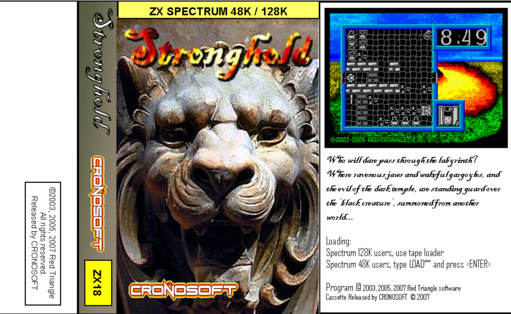 ©2003, 2005, 2007 Red Triangle
All rights reserved.
Released by CRONOSOFT
Stronghold
CRONOSOFT
ZX18
ZX SPECTRUM 48K / 128K
Stronghold
CRONOSOFT
8.49
©2003-2005 REDTRIANGLE
Who will dare pass through the labyrinth?
Where ravenous jaws and wakeful gargoyles, and
the evil of the dark temple, are standing guard over
the 'black creature', summoned from another
world...
Loading:
Spectrum 128K users, use tape loader
Spectrum 48K users, type LOAD"" and press <ENTER>
Program © 2003, 2005, 2007 Red Triangle software
Cassette Released by CRONOSOFT © 2007